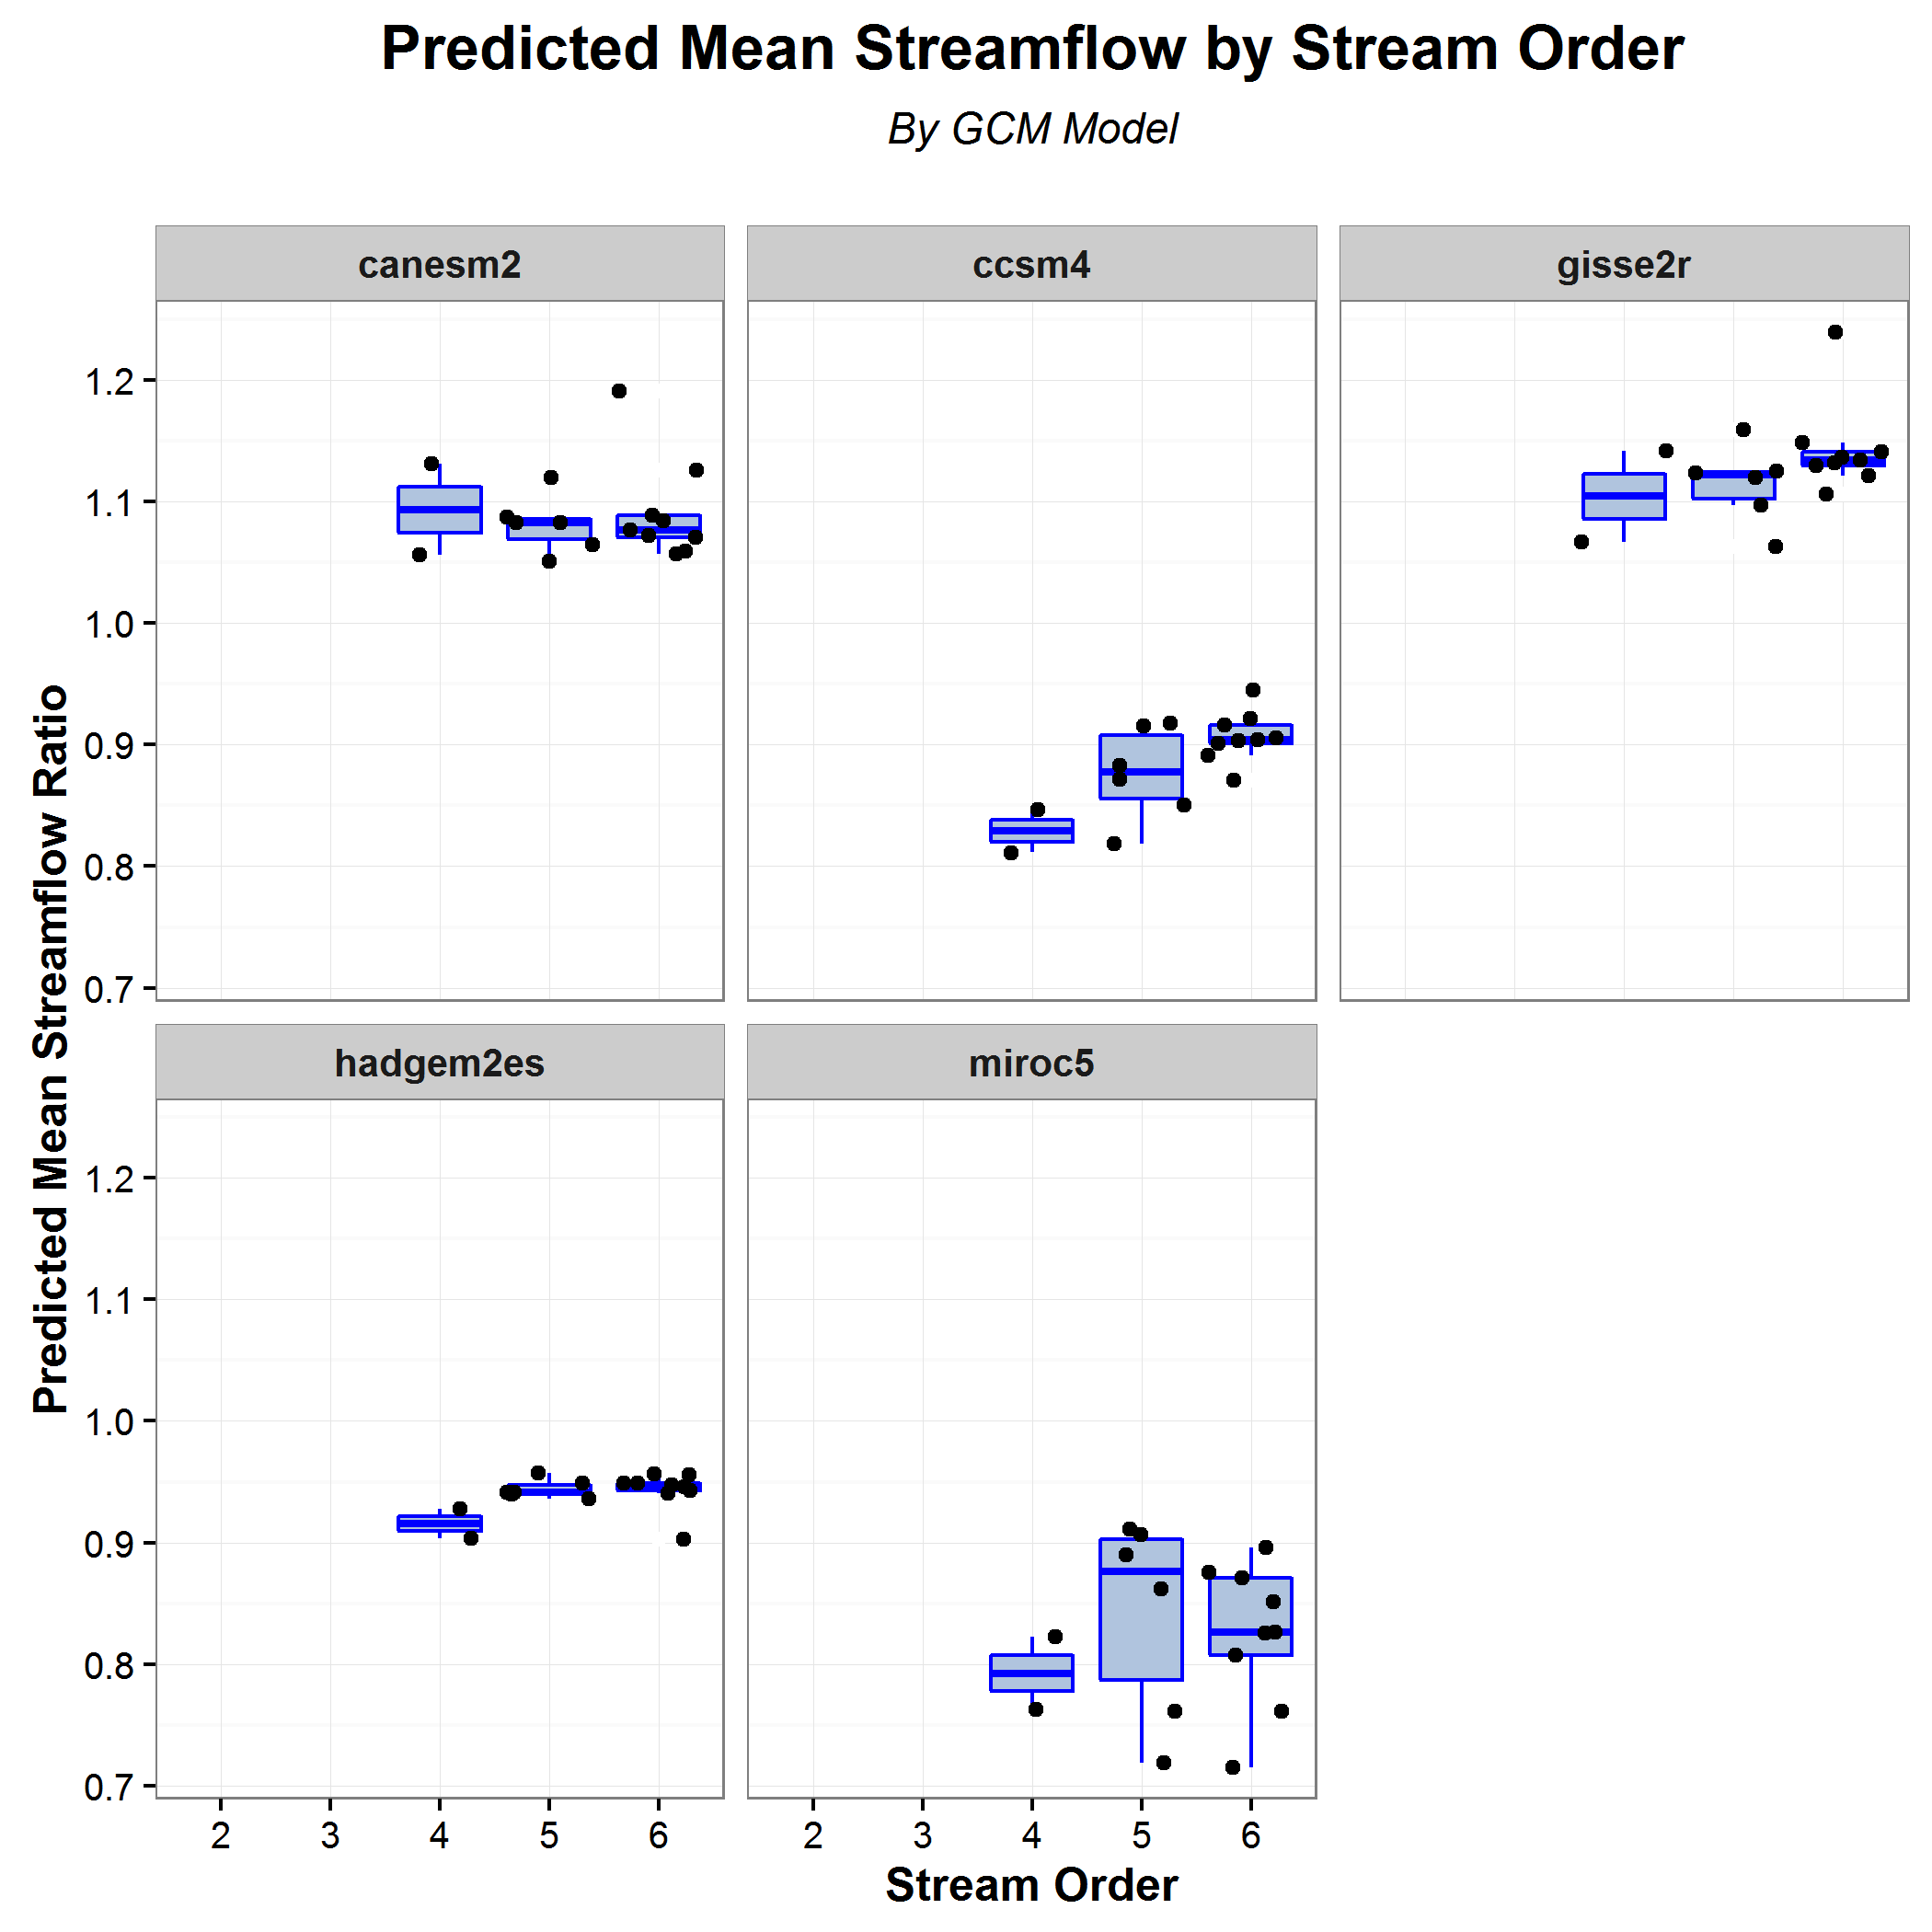 Predicted Mean Streamflow by Stream Order
By GCM Model
canesm2
ccsm4
gisse2r
1.2
1.1
1.0
0.9
0.8
0.7
Predicted Mean Streamflow Ratio
hadgem2es
miroc5
1.2
1.1
1.0
0.9
0.8
0.7
2 3 4 5 6
2 3 4 5 6
Stream Order